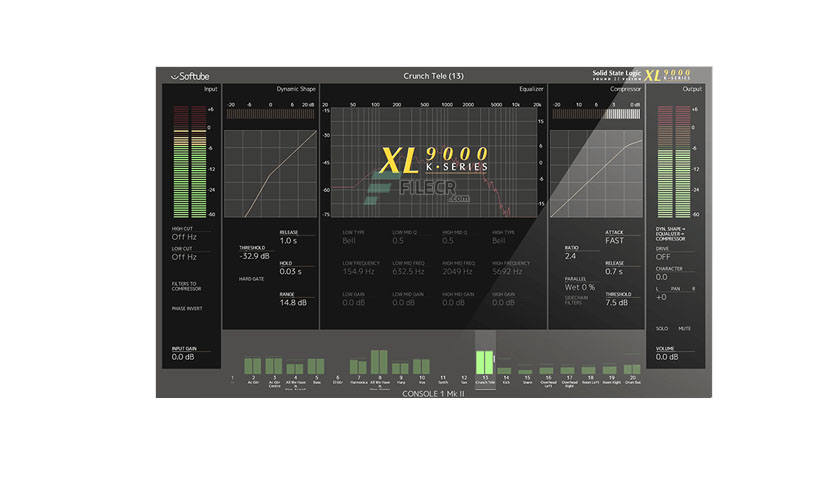 Softube
Crunch Tele (13)
Solid State Logic
SOUND || VISION
XL 9000
K-SERIES
Input
Dynamic Shape
Equalizer
Compressor
Output
+6
0
-6
-12
-24
-60
-20 -6 6 20 dB
20 50 100 200 500 1000 2000 5000 10k 20k
-15
-30
-45
-60
-75
15
6
0
-6
-15
-20 10 6 3 0 dB
+6
0
-6
-12
-24
-60
XL 9000
K•SERIES
FILECR
.com
HIGH CUT
Off Hz
LOW CUT
Off Hz
FILTERS TO
COMPRESSOR
PHASE INVERT
INPUT GAIN
0.0 dB
RELEASE
1.0 s
THRESHOLD
-32.9 dB
HOLD
0.03 s
HARD GATE
RANGE
14.8 dB
LOW TYPE
Bell
LOW MID Q
0.5
HIGH MID Q
0.5
HIGH TYPE
Bell
LOW FREQUENCY
154.9 Hz
LOW MID FREQ
632.5 Hz
HIGH MID FREQ
2049 Hz
HIGH FREQUENCY
5692 Hz
LOW GAIN
0.0 dB
LOW MID GAIN
0.0 dB
HIGH MID GAIN
0.0 dB
HIGH GAIN
0.0 dB
ATTACK
FAST
RATIO
2.4
RELEASE
0.7 s
PARALLEL
Wet 0 %
SIDECHAIN
FILTERS
THRESHOLD
7.5 dB
DYN. SHAPE→
EQUALIZER→
COMPRESSOR
DRIVE
OFF
CHARACTER
0.0
L PAN R
+0
SOLO MUTE
VOLUME
0.0 dB
1 2 3 4 5 6 7 8 9 10 11 12 13 14 15 16 17 18 19 20
Ac Gtr
Ac Gtr
Centre
All We Have
Is
Bass
El Gtr
Harmonica
All We Have
Is
Harp
Vox
Synth
Sax
Crunch Tele
Kick
Snare
Overhead
Left
Overhead
Right
Room Left
Room Right
Drum Bus
CONSOLE 1 Mk II